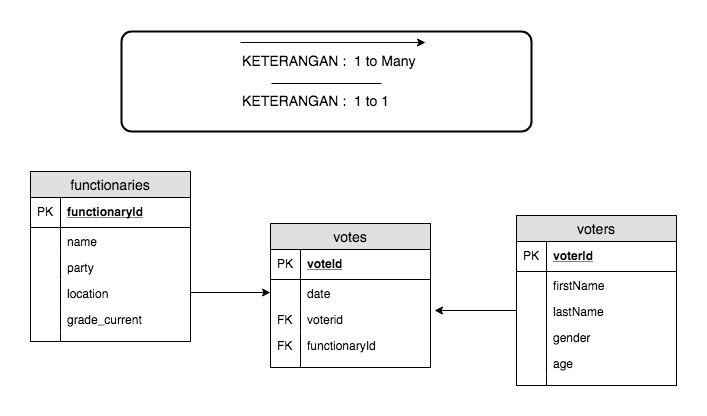 KETERANGAN : 1 to Many
KETERANGAN : 1 to 1
functionaries
PK functionaryId
name
party
location
grade_current
votes
PK voteId
date
FK voterid
FK functionaryId
voters
PK voterId
firstName
lastName
gender
age